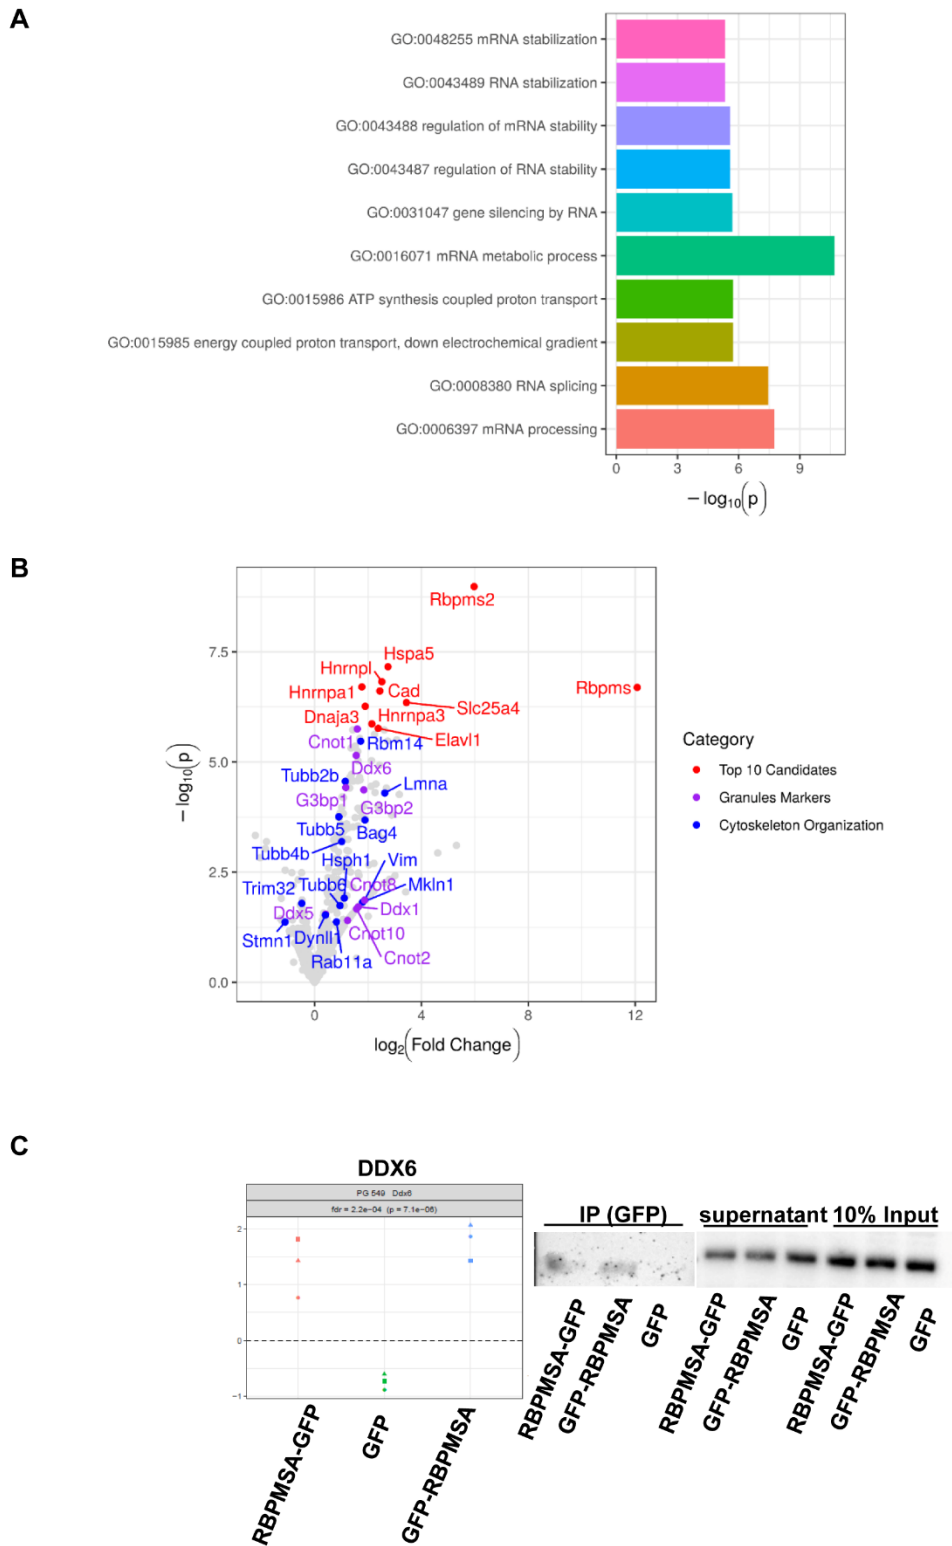 A
GO:0048255 mRNA stabilization
GO:0043489 RNA stabilization
GO:0043488 regulation of mRNA stability
GO:0043487 regulation of RNA stability
GO:0031047 gene silencing by RNA
GO:0016071 mRNA metabolic process
GO:0015986 ATP synthesis coupled proton transport
GO:0015985 energy coupled proton transport, down electrochemical gradient
GO:0008380 RNA splicing
GO:0006397 mRNA processing
0 3 6 9
−log10(p)
B
Rbpms2
7.5
Hspa5
Hnrnpl
Rbpms
Hnrnpa1
Cad
Slc25a4
Dnaja3
Hnrnpa3
Elavl1
Cnot1
Rbm14
Category
5.0
Ddx6
Top 10 Candidates
Tubb2b
Lmna
−log10(p)
G3bp1
G3bp2
Granules Markers
Tubb5
Bag4
Cytoskeleton Organization
Tubb4b
Hsph1
Vim
2.5
Trim32
Tubb6
Cnot8
Mkln1
Ddx5
Ddx1
Stmn1
Dynll1
Cnot10
Rab11a
Cnot2
0.0
0 4 8 12
log2(Fold Change)
C
DDX6
PG 549 Ddx6
fdr = 2.2e−04 (p = 7.1e−06)
2
1
0
−1
RBPMSA-GFP
GFP
GFP-RBPMSA
IP (GFP)
supernatant
10% Input
RBPMSA-GFP
GFP-RBPMSA
GFP
RBPMSA-GFP
GFP-RBPMSA
GFP
RBPMSA-GFP
GFP-RBPMSA
GFP